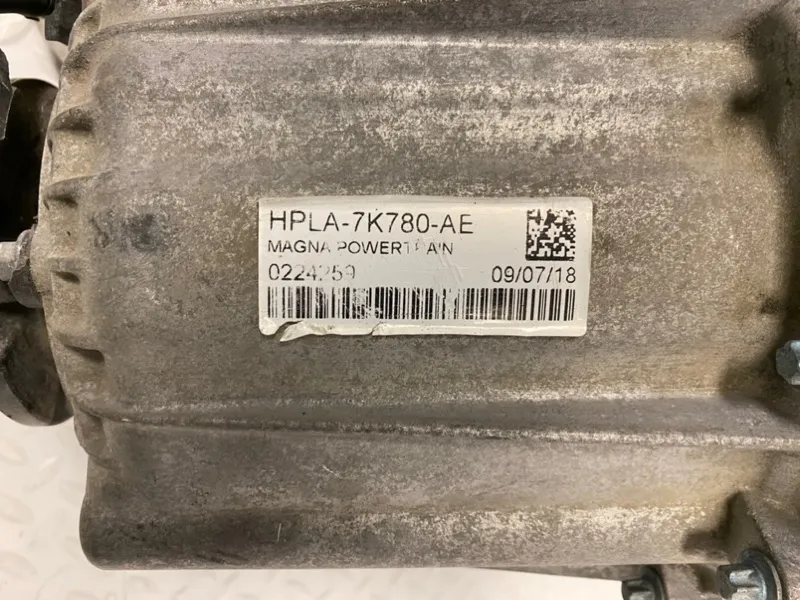 HPLA-7K780-AE
MAGNA POWERTRAIN
0224259
09/07/18